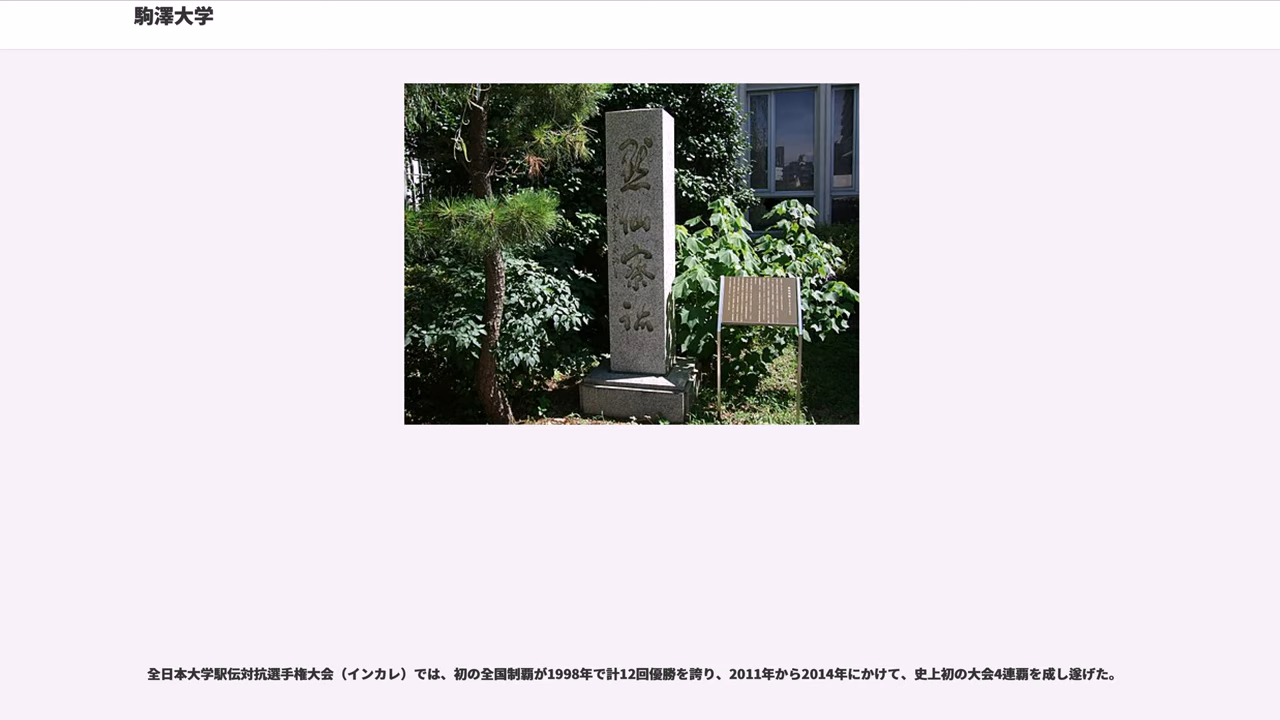 駒澤大学
黙仙寮址
全日本大学駅伝対抗選手権大会（インカレ）では、初の全国制覇が1998年で計12回優勝を誇り、2011年から2014年にかけて、史上初の大会4連覇を成し遂げた。